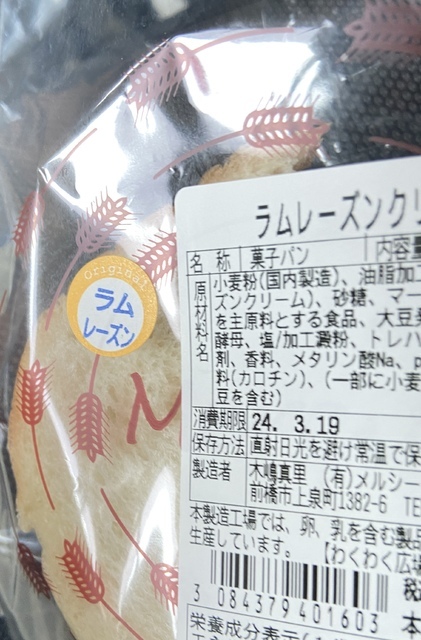 Original
ラム
レーズン
ラムレーズンクリ
名 称 菓子パン 内容量
原材料名
小麦粉(国内製造)、油脂加工
ズンクリーム)、砂糖、マー
を主原料とする食品、大豆
酵母、塩/加工澱粉、トレハ
剤、香料、メタリン酸Na、p
料(カロチン)、(一部に小麦
豆を含む)
消費期限 24. 3.19
保存方法 直射日光を避け常温で保
製造者 木嶋真里 (有)メルシー
前橋市上泉町1382-6 TE
本製造工場では、卵、乳を含む製品
生産しています。 【わくわく広場
税
3 084379401603 本
栄養成分表示